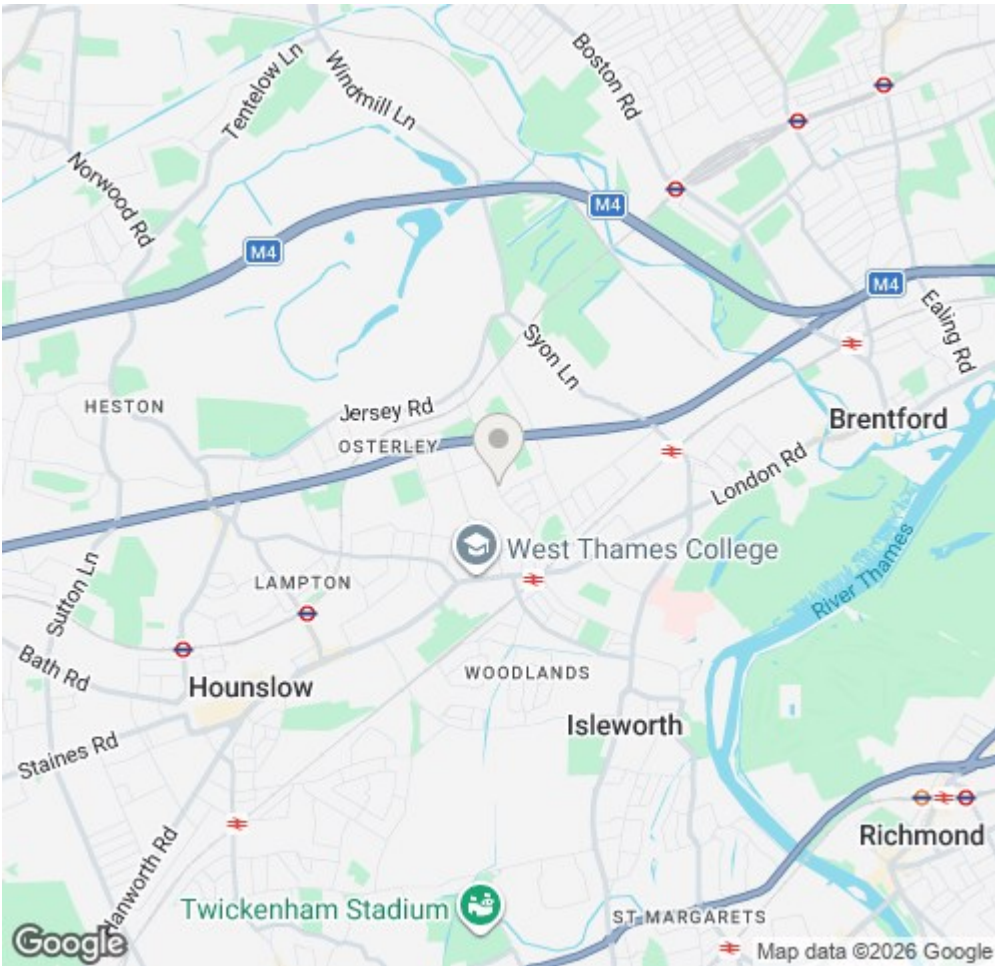 Boston Rd
Tentelow Ln
Windmill Ln
Norwood Rd
M4
M4
M4
Ealing Rd
Syon Ln
HESTON
Jersey Rd
OSTERLEY
Brentford
London Rd
West Thames College
River Thames
LAMPTON
Sutton Ln
Bath Rd
WOODLANDS
Hounslow
Isleworth
Staines Rd
Richmond
Hanworth Rd
Twickenham Stadium
ST MARGARETS
Google
Map data ©2026 Google